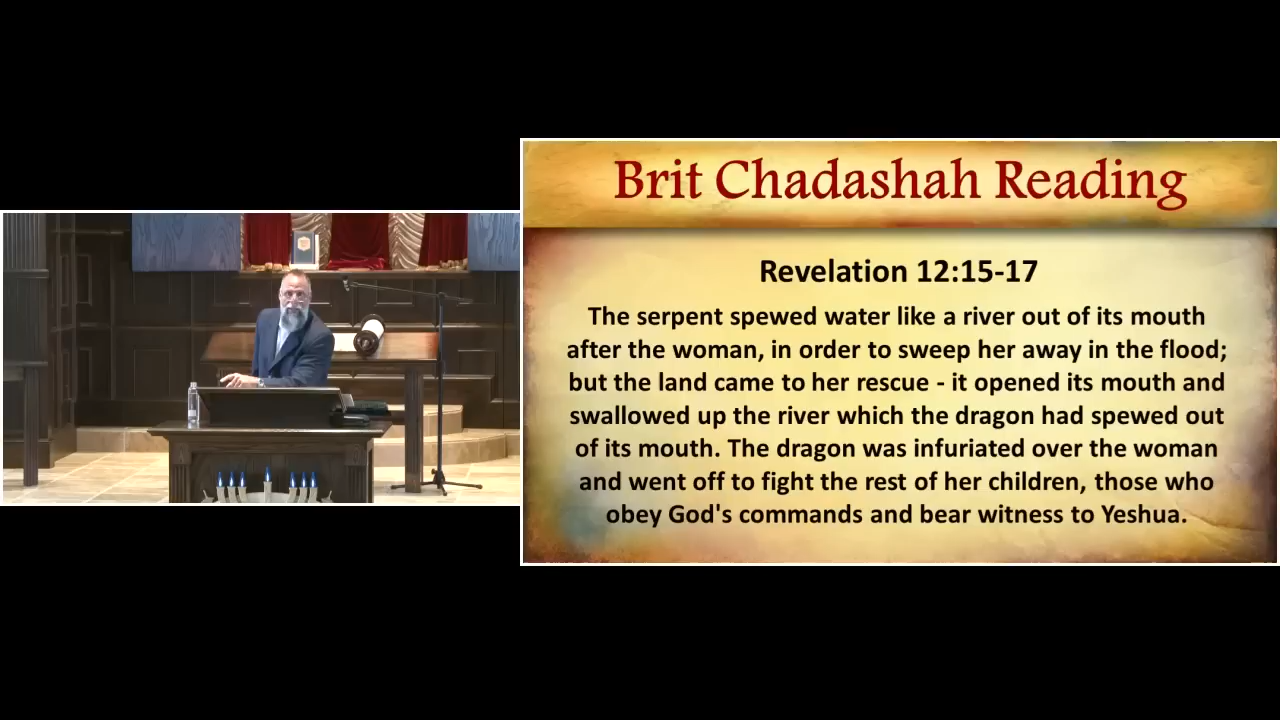 Brit Chadashah Reading
Revelation 12:15-17
The serpent spewed water like a river out of its mouth
after the woman, in order to sweep her away in the flood;
but the land came to her rescue - it opened its mouth and
swallowed up the river which the dragon had spewed out
of its mouth. The dragon was infuriated over the woman
and went off to fight the rest of her children, those who
obey God's commands and bear witness to Yeshua.